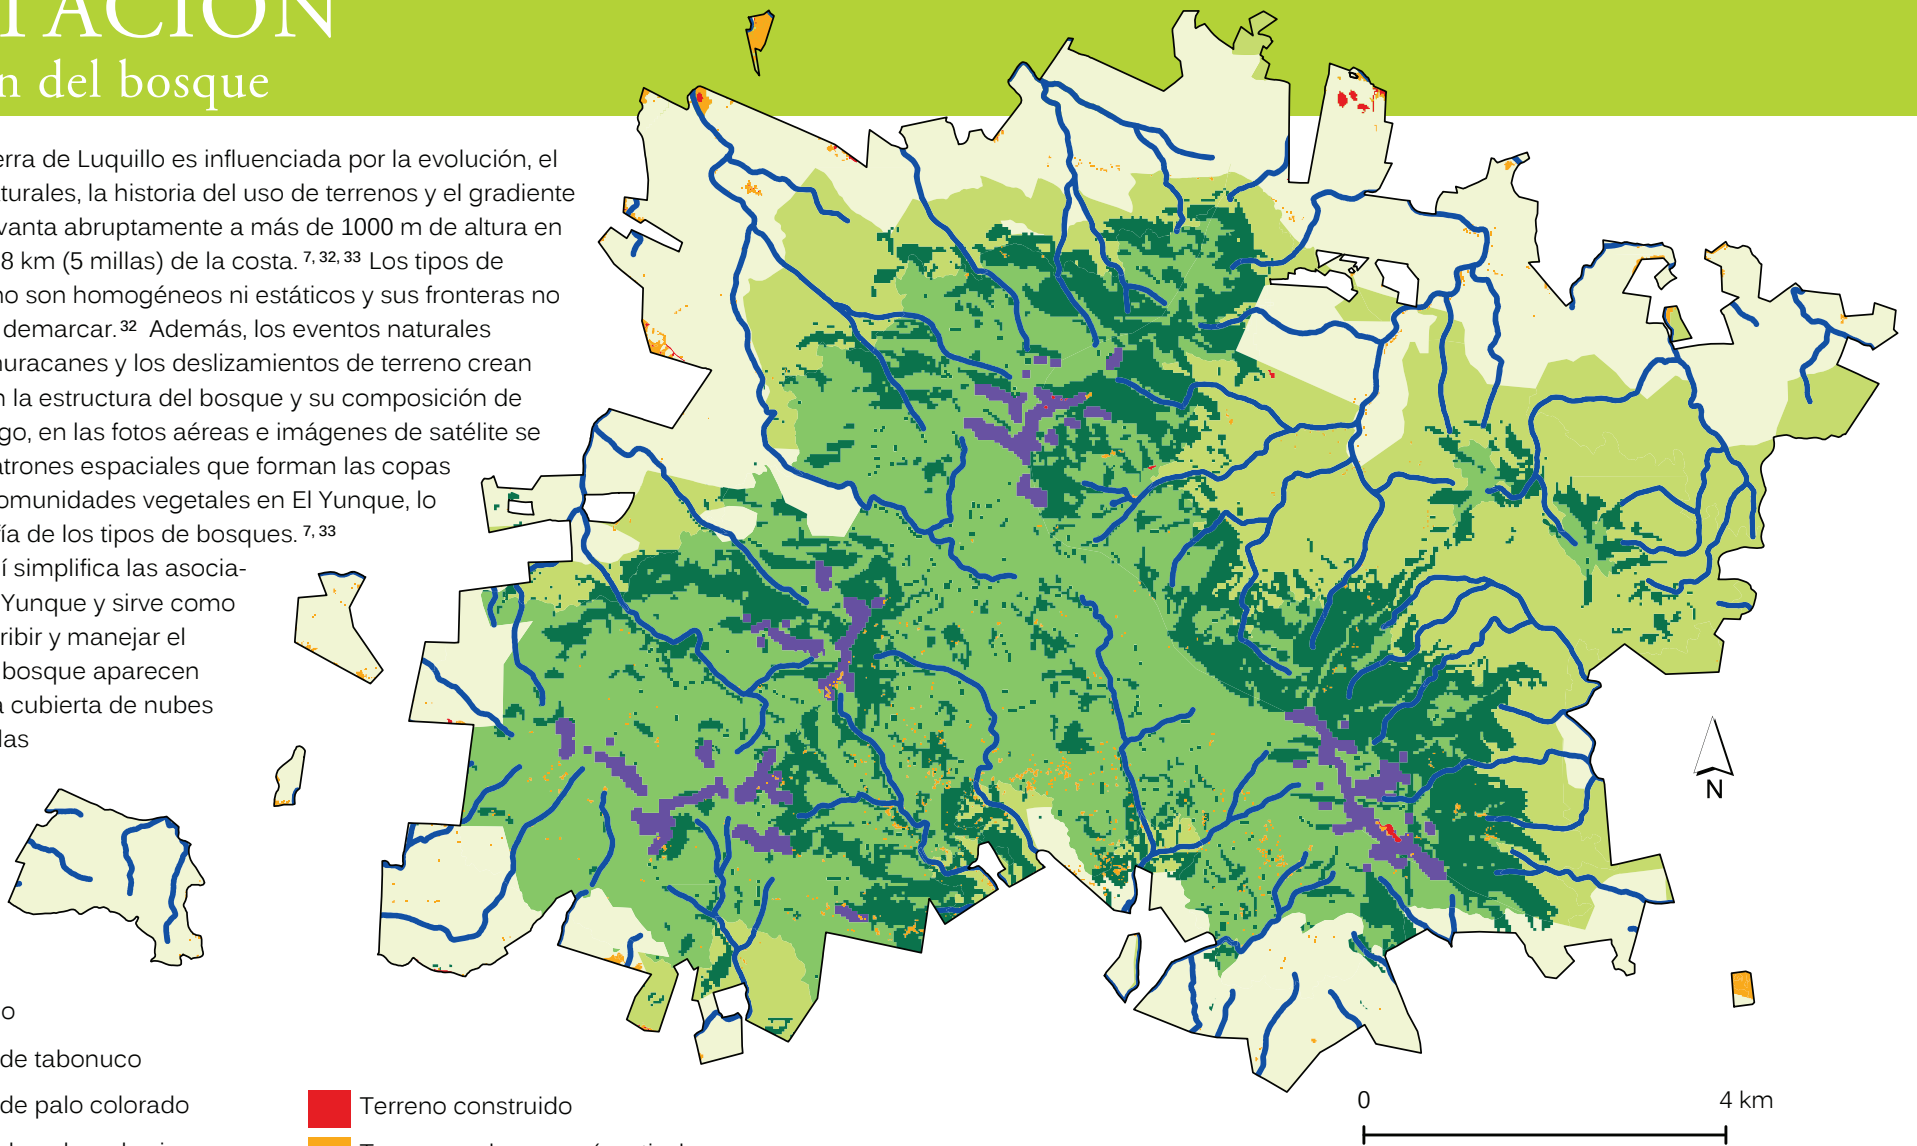 TACIÓN
n del bosque
erra de Luquillo es influenciada por la evolución, el
aturales, la historia del uso de terrenos y el gradiente
vanta abruptamente a más de 1000 m de altura en
8 km (5 millas) de la costa. 7, 32, 33 Los tipos de
no son homogéneos ni estáticos y sus fronteras no
demarcar. 32 Además, los eventos naturales
huracanes y los deslizamientos de terreno crean
n la estructura del bosque y su composición de
go, en las fotos aéreas e imágenes de satélite se
atrones espaciales que forman las copas
omunidades vegetales en El Yunque, lo
fía de los tipos de bosques. 7, 33
í simplifica las asocia-
Yunque y sirve como
ribir y manejar el
bosque aparecen
a cubierta de nubes
las
N
o
de tabonuco
de palo colorado
Terreno construido
0 4 km